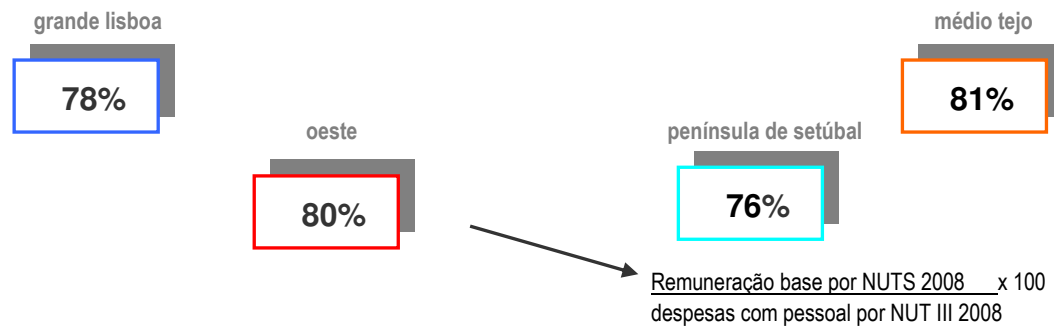 grande lisboa
78%
oeste
80%
península de setúbal
76%
médio tejo
81%
Remuneração base por NUTS 2008 x 100
despesas com pessoal por NUT III 2008